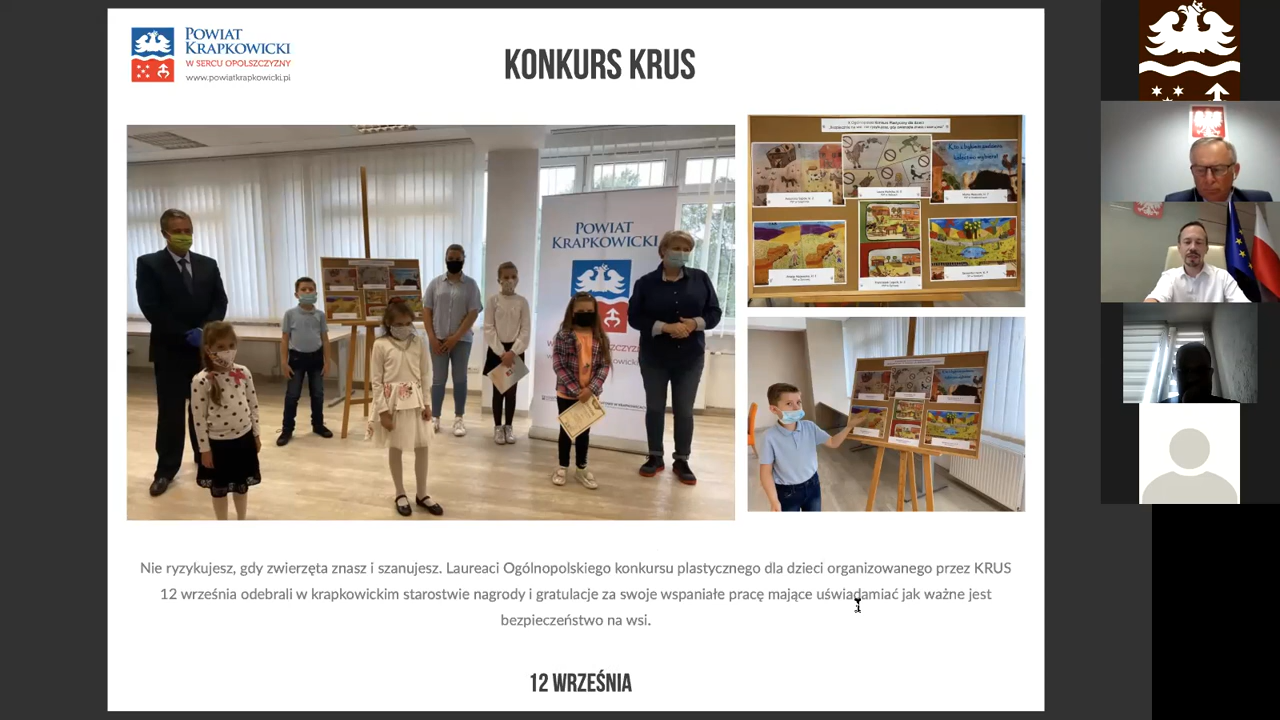 POWIAT
KRAPKOWICKI
W SERCU OPOLSZCZYZNY
www.powiatkrapkowicki.pl
KONKURS KRUS
POWIAT
KRAPKOWICKI
Nie ryzykujesz, gdy zwierzęta znasz i szanujesz. Laureaci Ogólnopolskiego konkursu plastycznego dla dzieci organizowanego przez KRUS
12 września odebrali w krapkowickim starostwie nagrody i gratulacje za swoje wspaniałe pracę mające uświadamiać jak ważne jest
bezpieczeństwo na wsi.
12 WRZEŚNIA